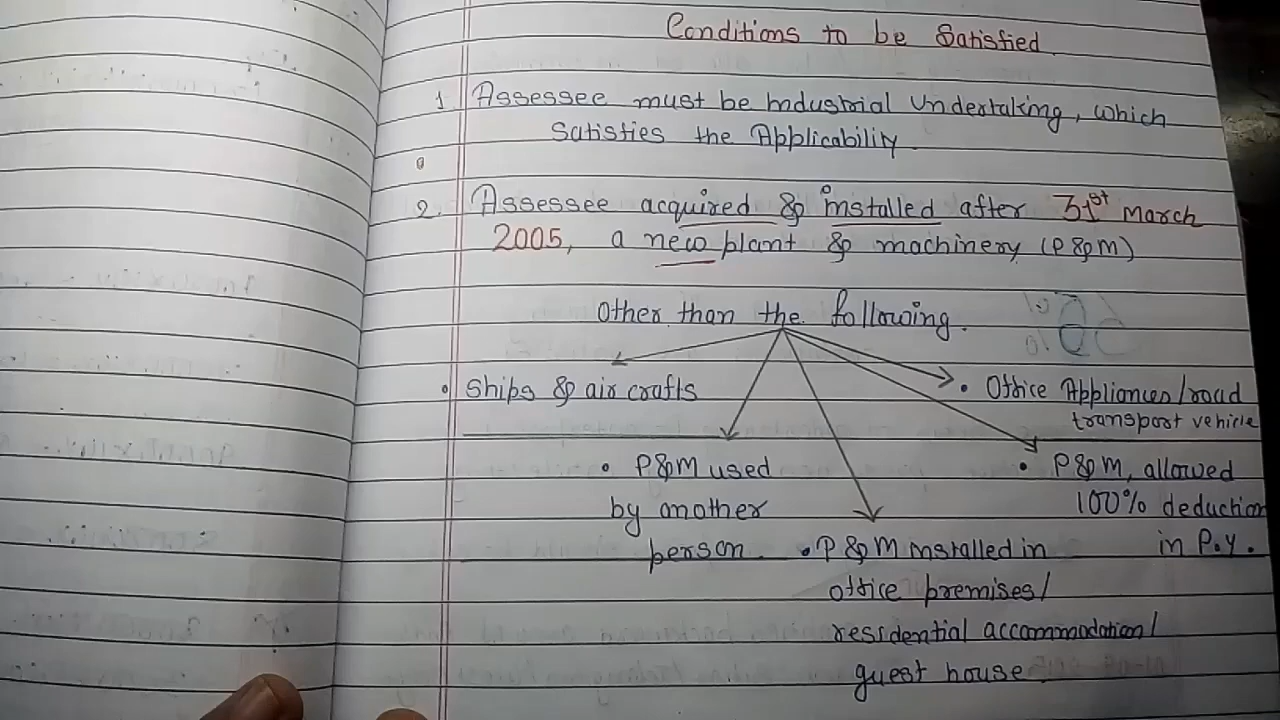 Conditions to be Satisfied
1 Assessee must be Industrial Undertaking, which
satisfies the Applicability.
2. Assessee acquired & installed after 31st March
2005, a new plant & machinery (P&M)
Other than the following.
• Ships & air crafts
• Office Appliances/road
transport vehicle
• P&M used
by another
person.
• P&M, allowed
100% deduction
in P.Y.
• P&M installed in
office premises/
residential accommodation/
guest house